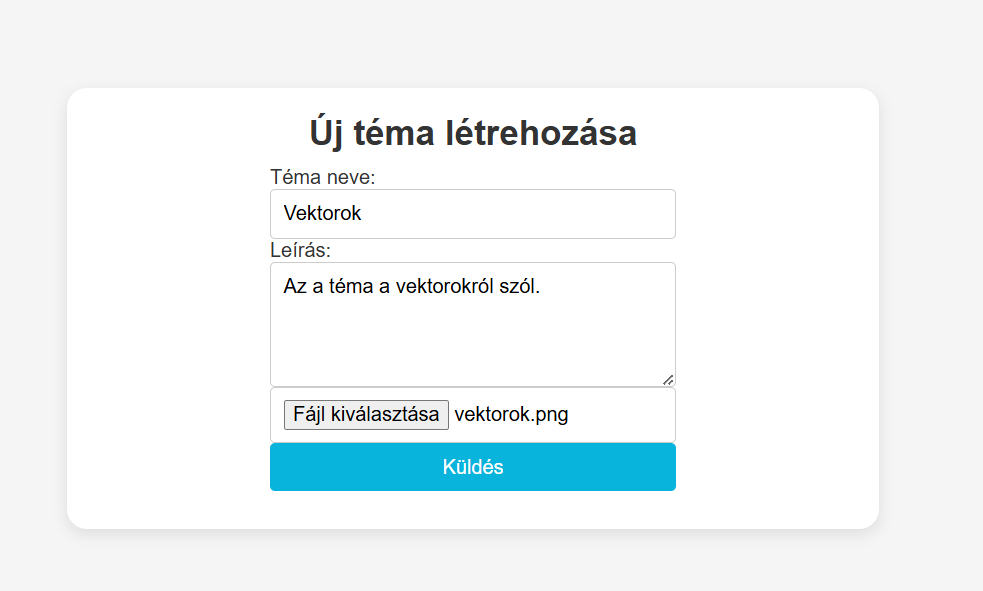 Új téma létrehozása
Téma neve:
Vektorok
Leírás:
Az a téma a vektorokról szól.
Fájl kiválasztása vektorok.png
Küldés